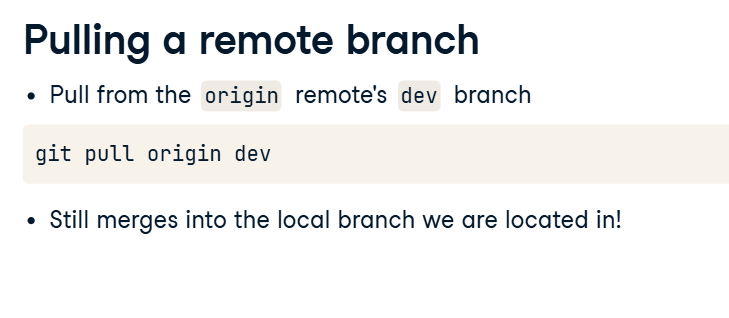 Pulling a remote branch
• Pull from the origin remote's dev branch
git pull origin dev
• Still merges into the local branch we are located in!